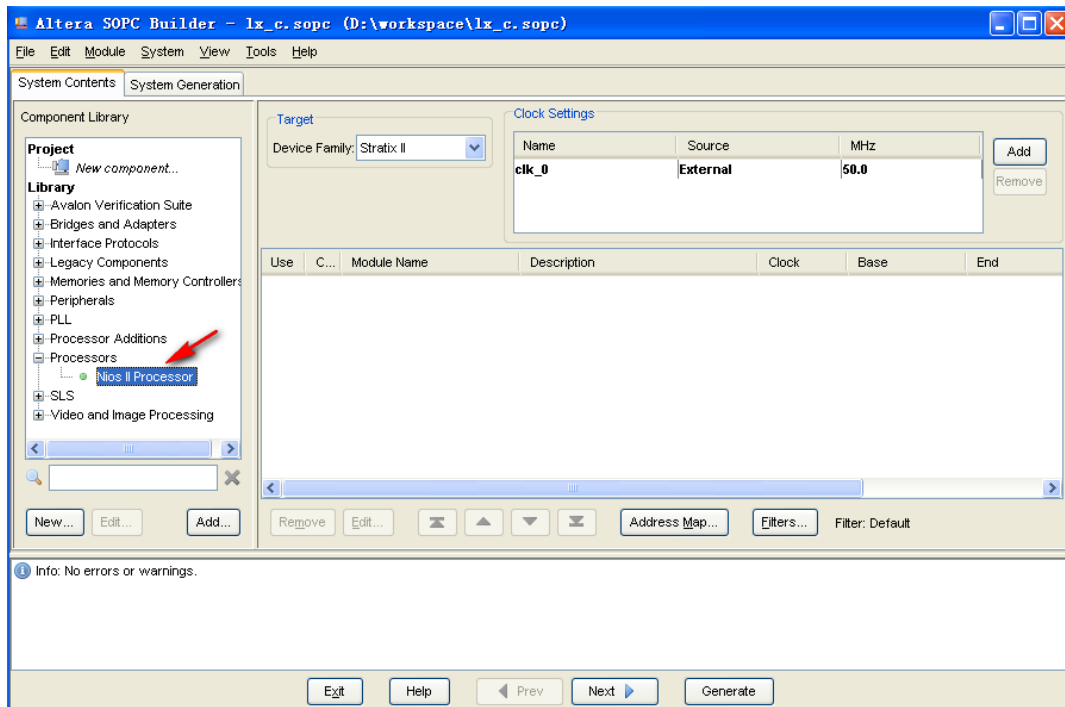 Altera SOPC Builder - lx_c.sopc (D:\workspace\lx_c.sopc)
File Edit Module System View Tools Help
System Contents System Generation
Component Library
Project
New component...
Library
Avalon Verification Suite
Bridges and Adapters
Interface Protocols
Legacy Components
Memories and Memory Controllers
Peripherals
PLL
Processor Additions
Processors
Nios II Processor
SLS
Video and Image Processing
New... Edit... Add...
Target
Device Family: Stratix II
Clock Settings
Name Source MHz
clk_0 External 50.0
Add
Remove
Use C... Module Name Description Clock Base End
Remove Edit... Address Map... Filters... Filter: Default
Info: No errors or warnings.
Exit Help Prev Next Generate